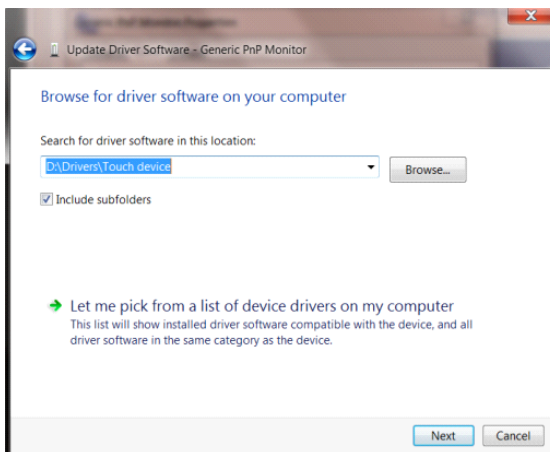 Update Driver Software - Generic PnP Monitor
Browse for driver software on your computer
Search for driver software in this location:
D:\Drivers\Touch device
Browse...
Include subfolders
Let me pick from a list of device drivers on my computer
This list will show installed driver software compatible with the device, and all
driver software in the same category as the device.
Next
Cancel